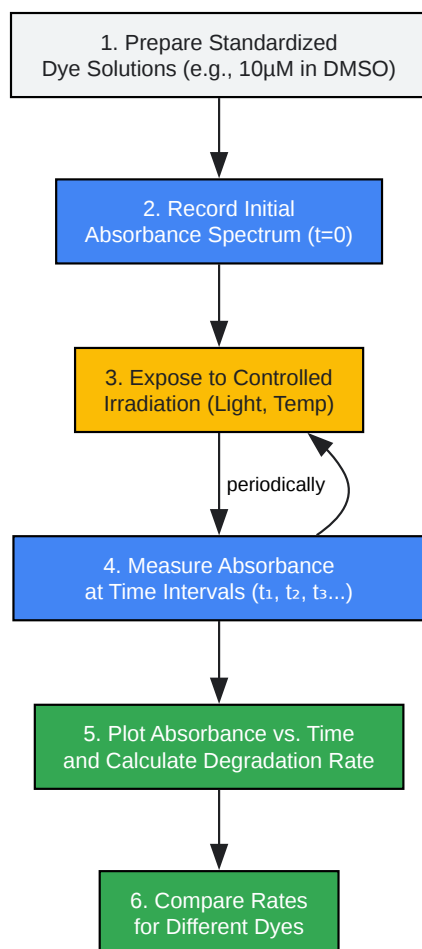 1. Prepare Standardized
Dye Solutions (e.g., 10µM in DMSO)
2. Record Initial
Absorbance Spectrum (t=0)
3. Expose to Controlled
Irradiation (Light, Temp)
periodically
4. Measure Absorbance
at Time Intervals (t₁, t₂, t₃...)
5. Plot Absorbance vs. Time
and Calculate Degradation Rate
6. Compare Rates
for Different Dyes